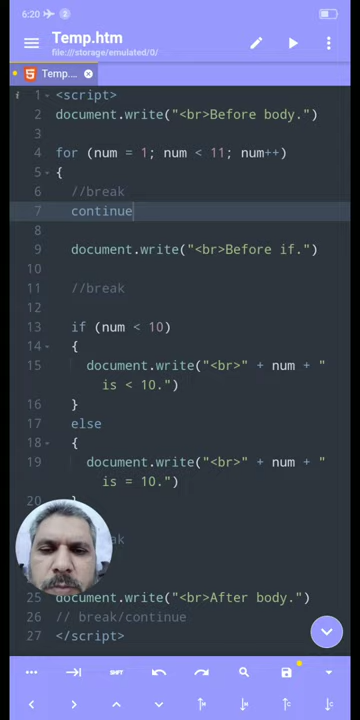 6:20 2
Temp.htm
file:///storage/emulated/0/
Temp....
1 <script>
2 document.write("<br>Before body.")
3
4 for (num = 1; num < 11; num++)
5 {
6 //break
7 continue
8
9 document.write("<br>Before if.")
10
11 //break
12
13 if (num < 10)
14 {
15 document.write("<br>" + num + "
is < 10.")
16 }
17 else
18 {
19 document.write("<br>" + num + "
is = 10.")
20 }
25 document.write("<br>After body.")
26 // break/continue
27 </script>
SHIFT